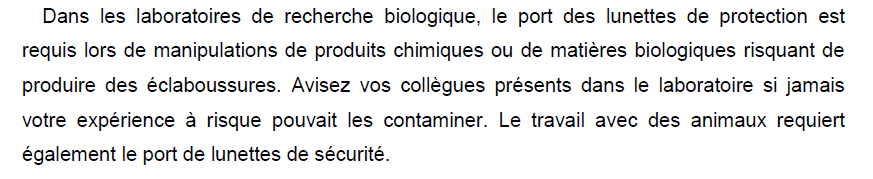 Dans les laboratoires de recherche biologique, le port des lunettes de protection est
requis lors de manipulations de produits chimiques ou de matières biologiques risquant de
produire des éclaboussures. Avisez vos collègues présents dans le laboratoire si jamais
votre expérience à risque pouvait les contaminer. Le travail avec des animaux requiert
également le port de lunettes de sécurité.